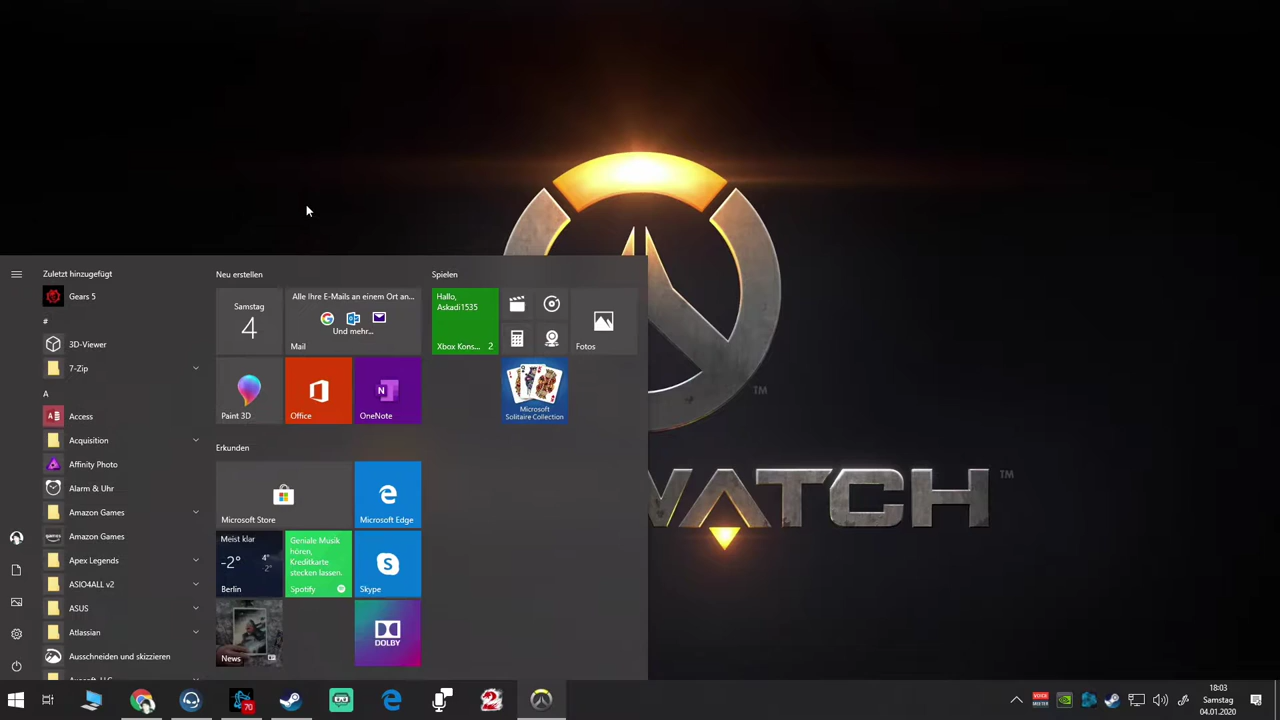 Zuletzt hinzugefügt
Gears 5
#
3D-Viewer
7-Zip
A
Access
Acquisition
Affinity Photo
Alarm & Uhr
Amazon Games
Amazon Games
Apex Legends
ASIO4ALL v2
ASUS
Atlassian
Ausschneiden und skizzieren
Neu erstellen
Samstag
4
Alle Ihre E-Mails an einem Ort an...
Und mehr...
Mail
Paint 3D
Office
OneNote
Erkunden
Microsoft Store
Microsoft Edge
Meist klar
-2°
4°
-2°
Berlin
Geniale Musik
hören,
Kreditkarte
stecken lassen.
Spotify
Skype
News
DOLBY
Spielen
Hallo,
Askadi1535
Xbox Kons... 2
Fotos
Microsoft
Solitaire Collection
TM
WATCH TM
70
18:03
Samstag
04.01.2020